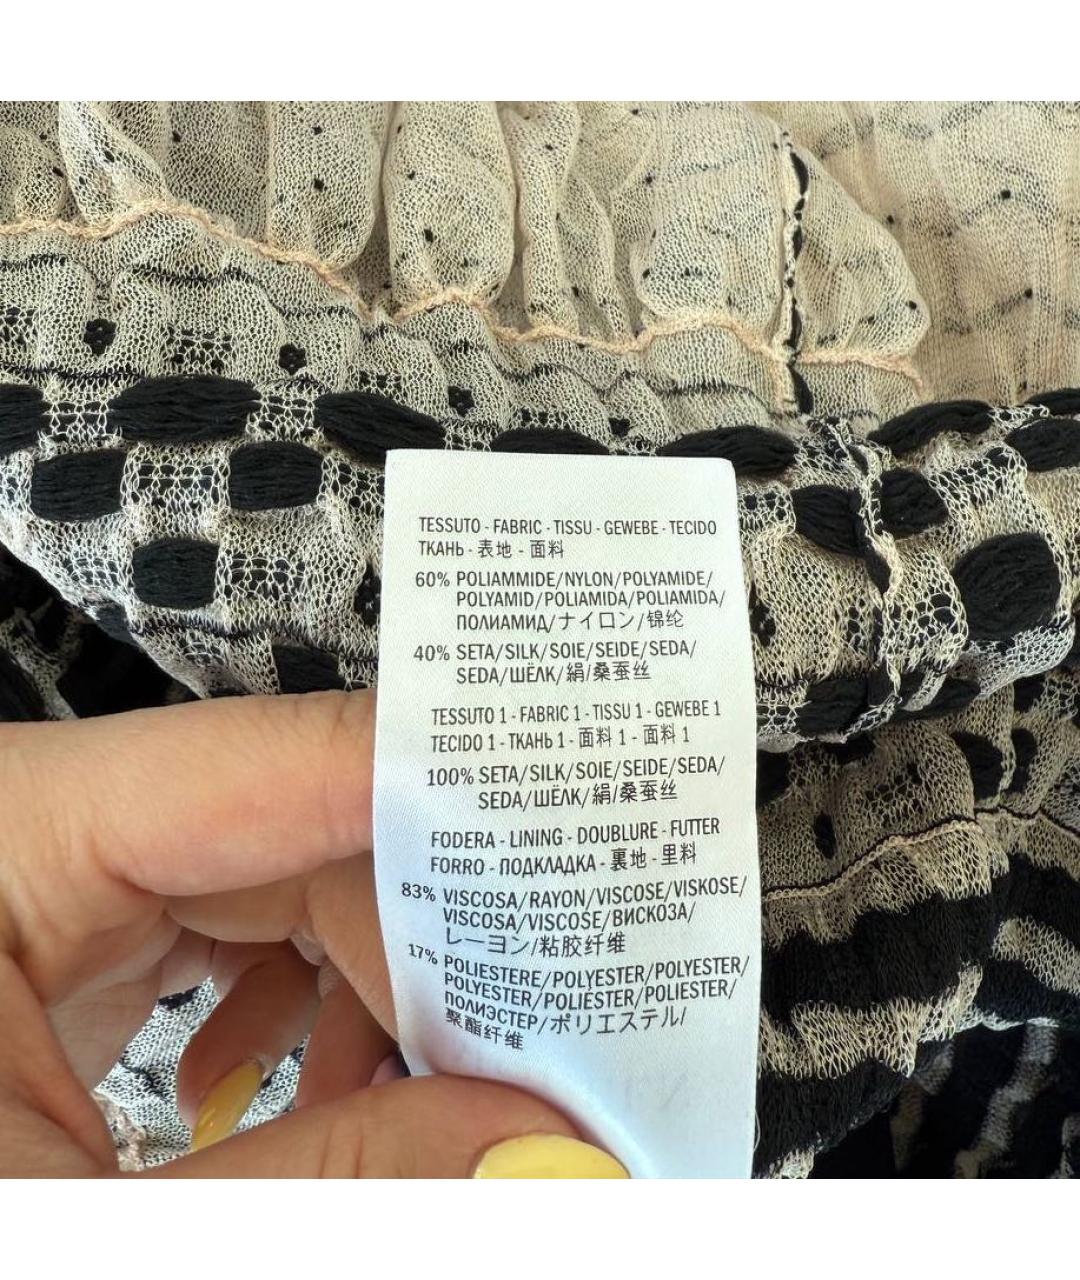 TESSUTO - FABRIC - TISSU - GEWEBE - TECIDO
ТКАНЬ - 表地 - 面料
60% POLIAMMIDE/NYLON/POLYAMIDE/
POLYAMID/POLIAMIDA/POLIAMIDA/
ПОЛИАМИД/ナイロン/锦纶
40% SETA/SILK/SOIE/SEIDE/SEDA/
SEDA/ШЁЛК/絹/桑蚕丝
TESSUTO 1 - FABRIC 1 - TISSU 1 - GEWEBE 1
TECIDO 1 - ТКАНЬ 1 - 面料 1 - 面料 1
100% SETA/SILK/SOIE/SEIDE/SEDA/
SEDA/ШЁЛК/絹/桑蚕丝
FODERA - LINING - DOUBLURE - FUTTER
FORRO - ПОДКЛАДКА - 裏地 - 里料
83% VISCOSA/RAYON/VISCOSE/VISKOSE/
VISCOSA/VISCOSE/ВИСКОЗА/
レーヨン/粘胶纤维
17% POLIESTERE/POLYESTER/POLYESTER/
POLYESTER/POLIÉSTER/POLIESTER/
ПОЛИЭСТЕР/ポリエステル/
聚酯纤维